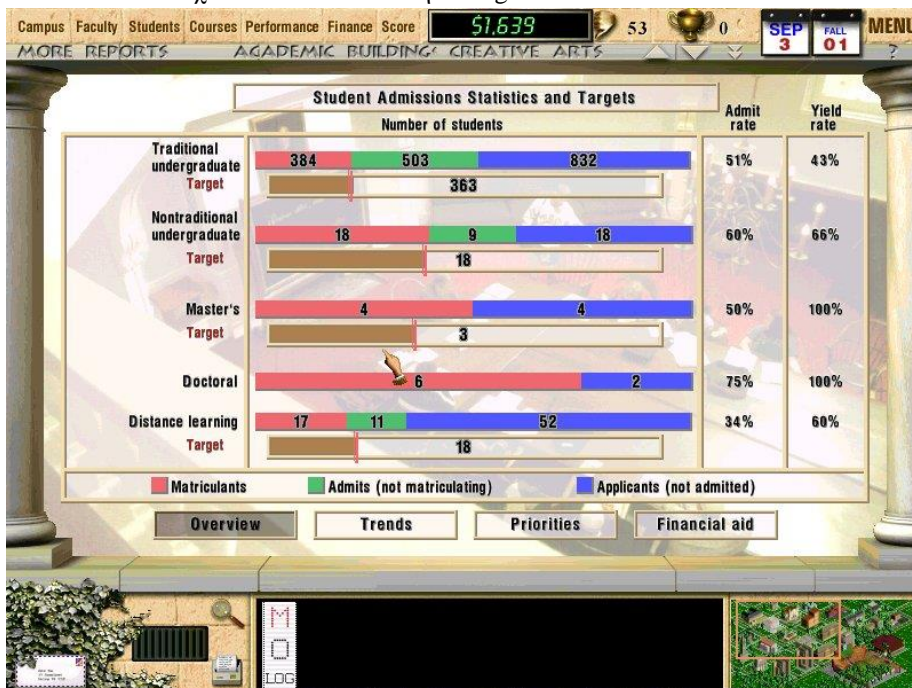 Campus Faculty Students Courses Performance Finance Score $1,639 53 0 SEP 3 FALL 01 MENU
MORE REPORTS ACADEMIC BUILDING CREATIVE ARTS ?
Student Admissions Statistics and Targets
Number of students Admit rate Yield rate
Traditional undergraduate 384 503 832 51% 43%
Target 363
Nontraditional undergraduate 18 9 18 60% 66%
Target 18
Master's 4 4 50% 100%
Target 3
Doctoral 6 2 75% 100%
Distance learning 17 11 52 34% 60%
Target 18
Matriculants Admits (not matriculating) Applicants (not admitted)
Overview Trends Priorities Financial aid
M
O
LOG